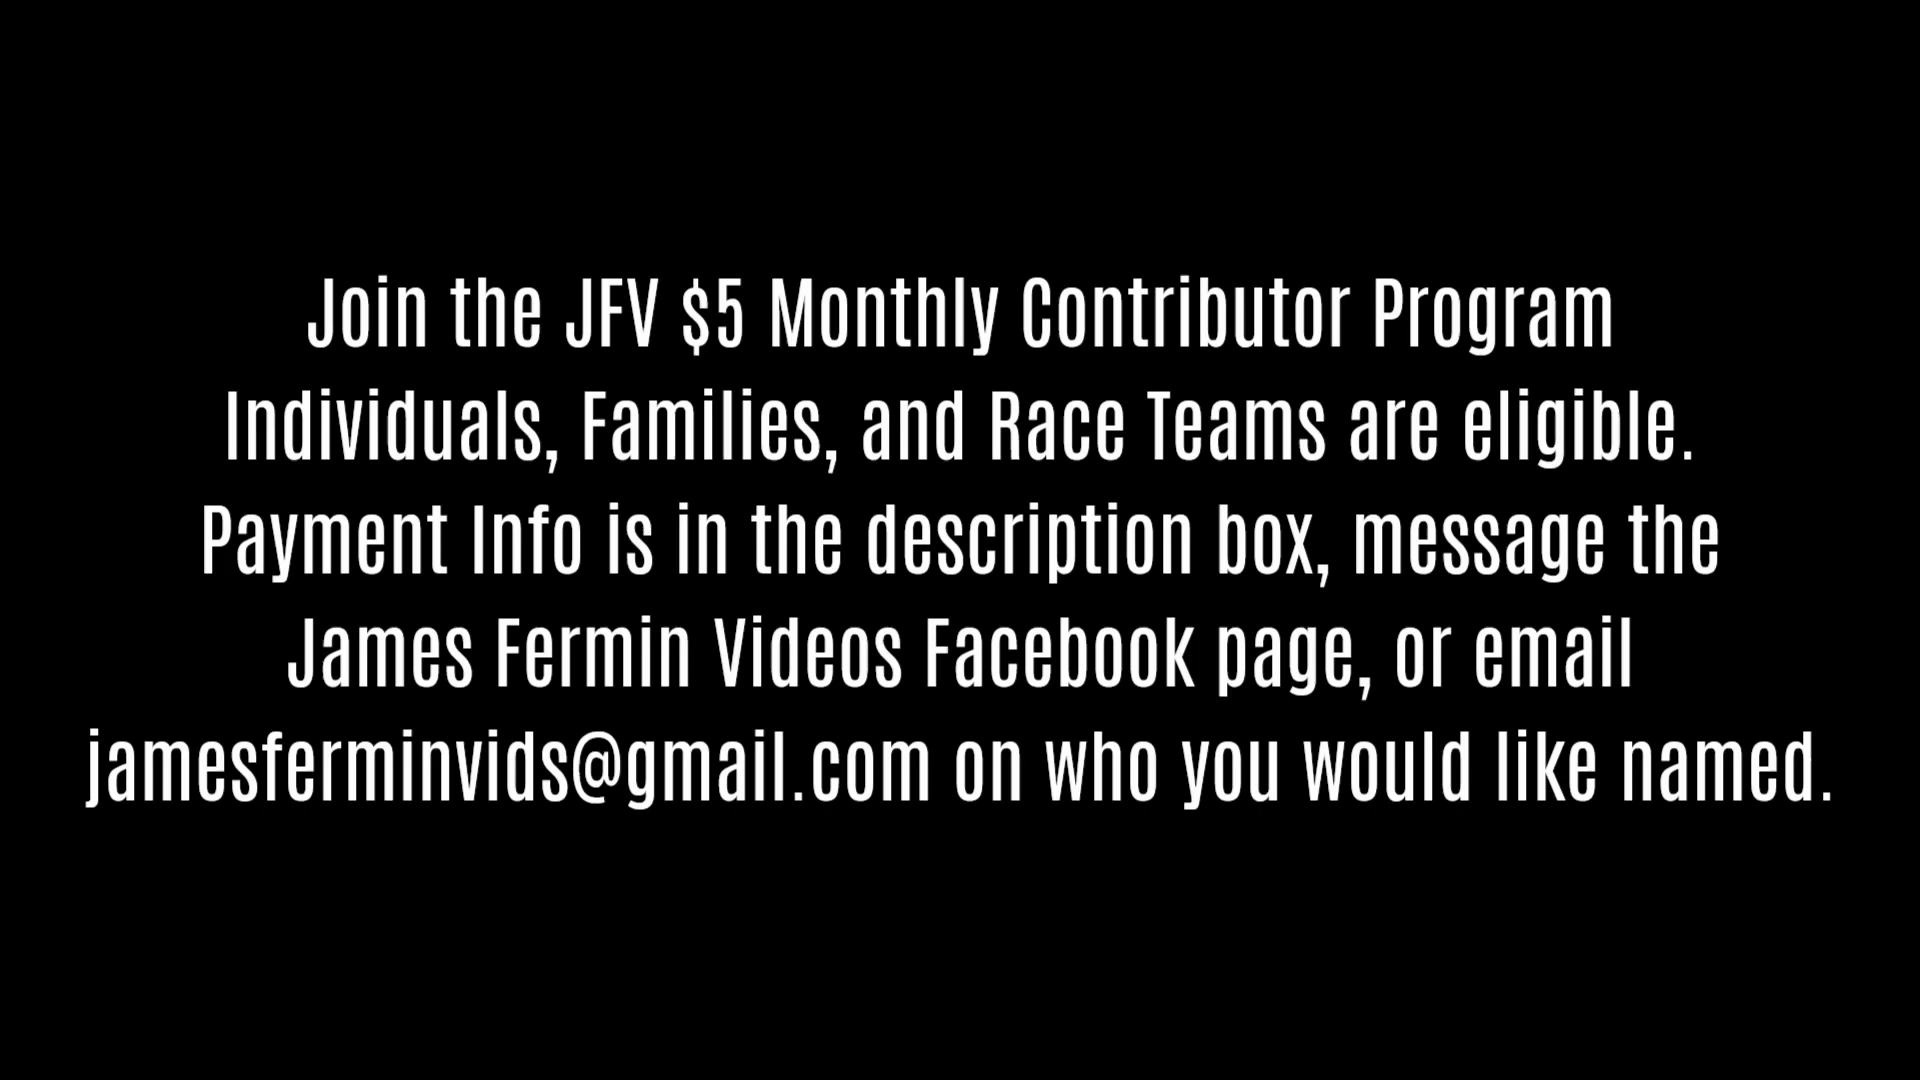 Join the JFV $5 Monthly Contributor Program
Individuals, Families, and Race Teams are eligible.
Payment Info is in the description box, message the
James Fermin Videos Facebook page, or email
jamesferminvids@gmail.com on who you would like named.